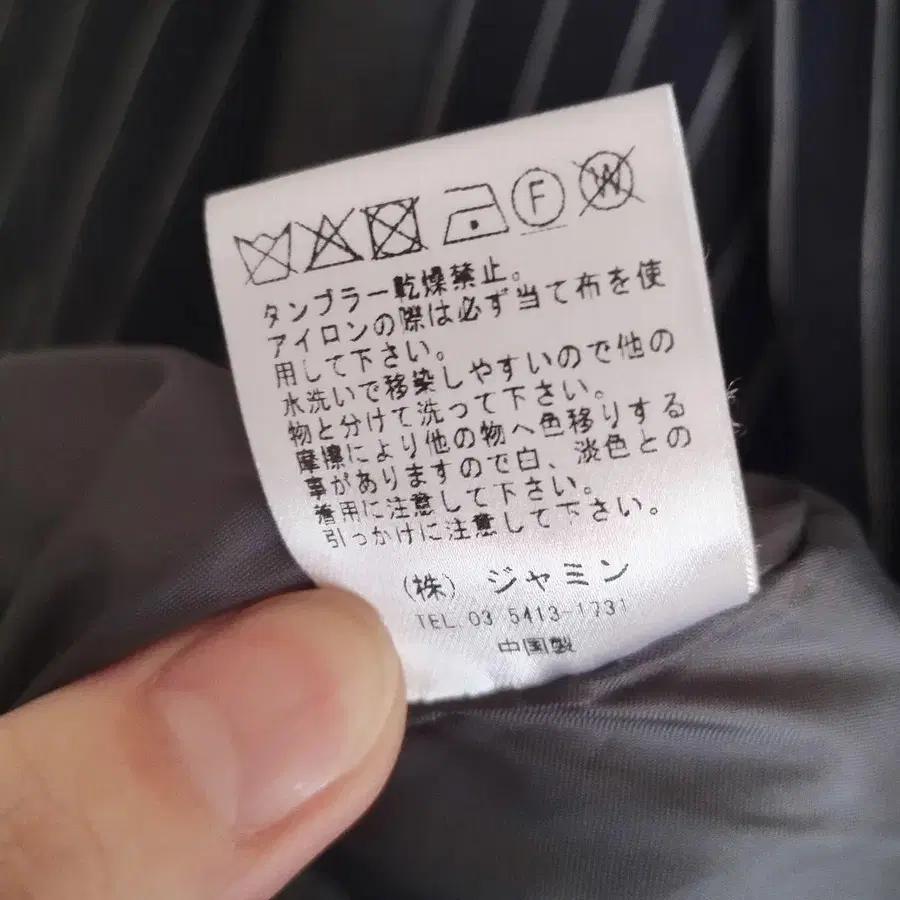 F W
タンブラー乾燥禁止。
アイロンの際は必ず当て布を使
用して下さい。
水洗いで移染しやすいので他の
物と分けて洗って下さい。
摩擦により他の物へ色移りする
事がありますので白、淡色との
着用に注意して下さい。
引っかけに注意して下さい。
(株) ジャミン
TEL 03 5413-1731
中国製